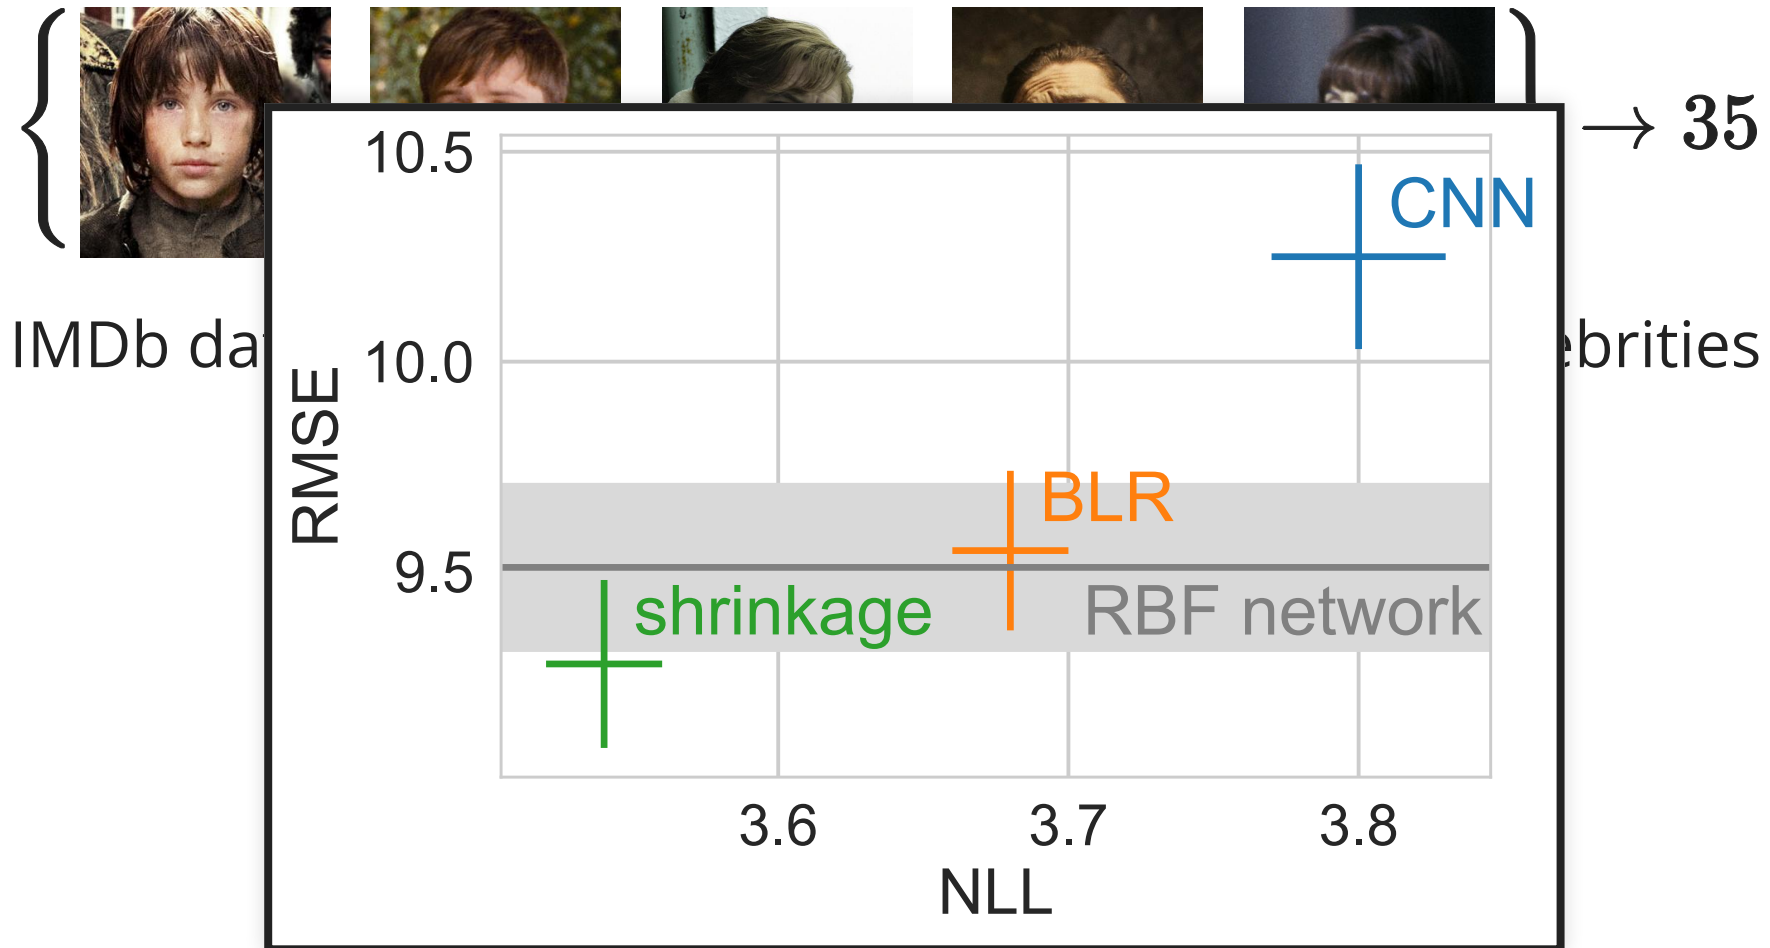 → 35
IMDb
ebrities
10.5
10.0
9.5
RMSE
CNN
BLR
shrinkage
RBF network
3.6 3.7 3.8
NLL